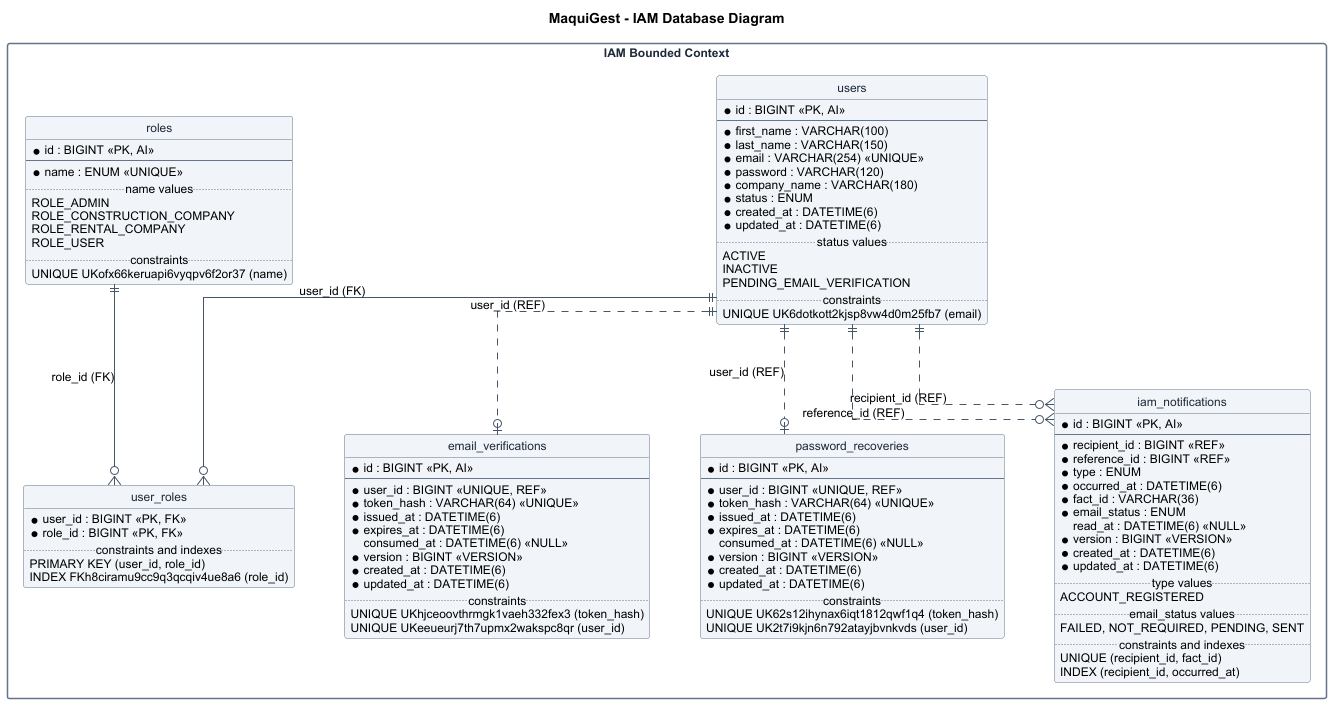 MaquiGest - IAM Database Diagram
IAM Bounded Context
users
id : BIGINT «PK, AI»
first_name : VARCHAR(100)
last_name : VARCHAR(150)
email : VARCHAR(254) «UNIQUE»
password : VARCHAR(120)
company_name : VARCHAR(180)
status : ENUM
created_at : DATETIME(6)
updated_at : DATETIME(6)
status values
ACTIVE
INACTIVE
PENDING_EMAIL_VERIFICATION
constraints
UNIQUE UK6dotkott2kjsp8vw4d0m25fb7 (email)
roles
id : BIGINT «PK, AI»
name : ENUM «UNIQUE»
name values
ROLE_ADMIN
ROLE_CONSTRUCTION_COMPANY
ROLE_RENTAL_COMPANY
ROLE_USER
constraints
UNIQUE UKofx66keruapi6vyqpv6f2or37 (name)
user_id (FK)
user_id (REF)
role_id (FK)
user_id (REF)
recipient_id (REF)
reference_id (REF)
user_roles
user_id : BIGINT «PK, FK»
role_id : BIGINT «PK, FK»
constraints and indexes
PRIMARY KEY (user_id, role_id)
INDEX FKh8ciramu9cc9q3qcqiv4ue8a6 (role_id)
email_verifications
id : BIGINT «PK, AI»
user_id : BIGINT «UNIQUE, REF»
token_hash : VARCHAR(64) «UNIQUE»
issued_at : DATETIME(6)
expires_at : DATETIME(6)
consumed_at : DATETIME(6) «NULL»
version : BIGINT «VERSION»
created_at : DATETIME(6)
updated_at : DATETIME(6)
constraints
UNIQUE UKhjceoovthrmgk1vaeh332fex3 (token_hash)
UNIQUE UKeeueurj7th7upmx2wakspc8qr (user_id)
password_recoveries
id : BIGINT «PK, AI»
user_id : BIGINT «UNIQUE, REF»
token_hash : VARCHAR(64) «UNIQUE»
issued_at : DATETIME(6)
expires_at : DATETIME(6)
consumed_at : DATETIME(6) «NULL»
version : BIGINT «VERSION»
created_at : DATETIME(6)
updated_at : DATETIME(6)
constraints
UNIQUE UK62s12ihynax6iqt1812qwf1q4 (token_hash)
UNIQUE UK2t7i9kjn6n792atayjbvnkvds (user_id)
iam_notifications
id : BIGINT «PK, AI»
recipient_id : BIGINT «REF»
reference_id : BIGINT «REF»
type : ENUM
occurred_at : DATETIME(6)
fact_id : VARCHAR(36)
email_status : ENUM
read_at : DATETIME(6) «NULL»
version : BIGINT «VERSION»
created_at : DATETIME(6)
updated_at : DATETIME(6)
type values
ACCOUNT_REGISTERED
email_status values
FAILED, NOT_REQUIRED, PENDING, SENT
constraints and indexes
UNIQUE (recipient_id, fact_id)
INDEX (recipient_id, occurred_at)